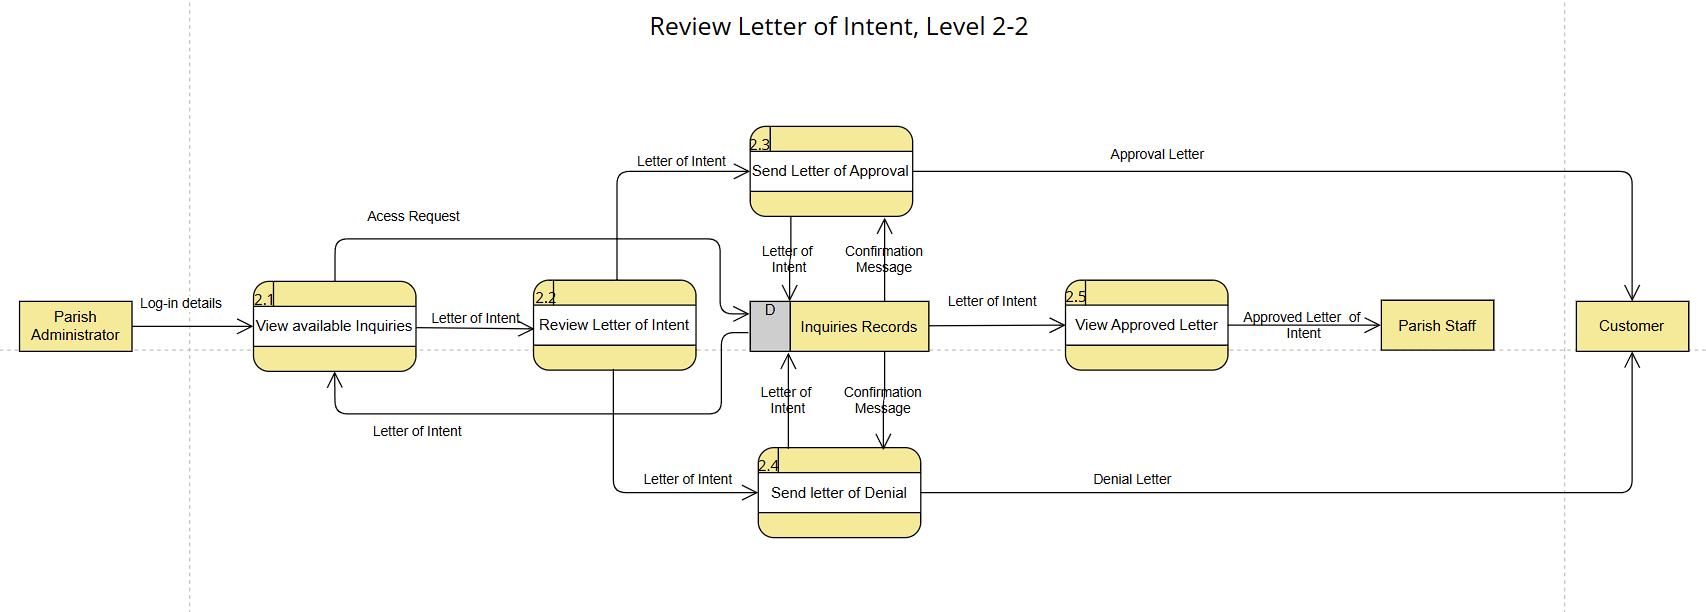 Review Letter of Intent, Level 2-2
2.3
Send Letter of Approval
Letter of Intent
Approval Letter
Acess Request
Letter of
Intent
Confirmation
Message
Parish
Administrator
Log-in details
2.1
View available Inquiries
Letter of Intent
2.2
Review Letter of Intent
D
Inquiries Records
Letter of Intent
2.5
View Approved Letter
Approved Letter of
Intent
Parish Staff
Customer
Letter of Intent
Letter of
Intent
Confirmation
Message
Letter of Intent
2.4
Send letter of Denial
Denial Letter